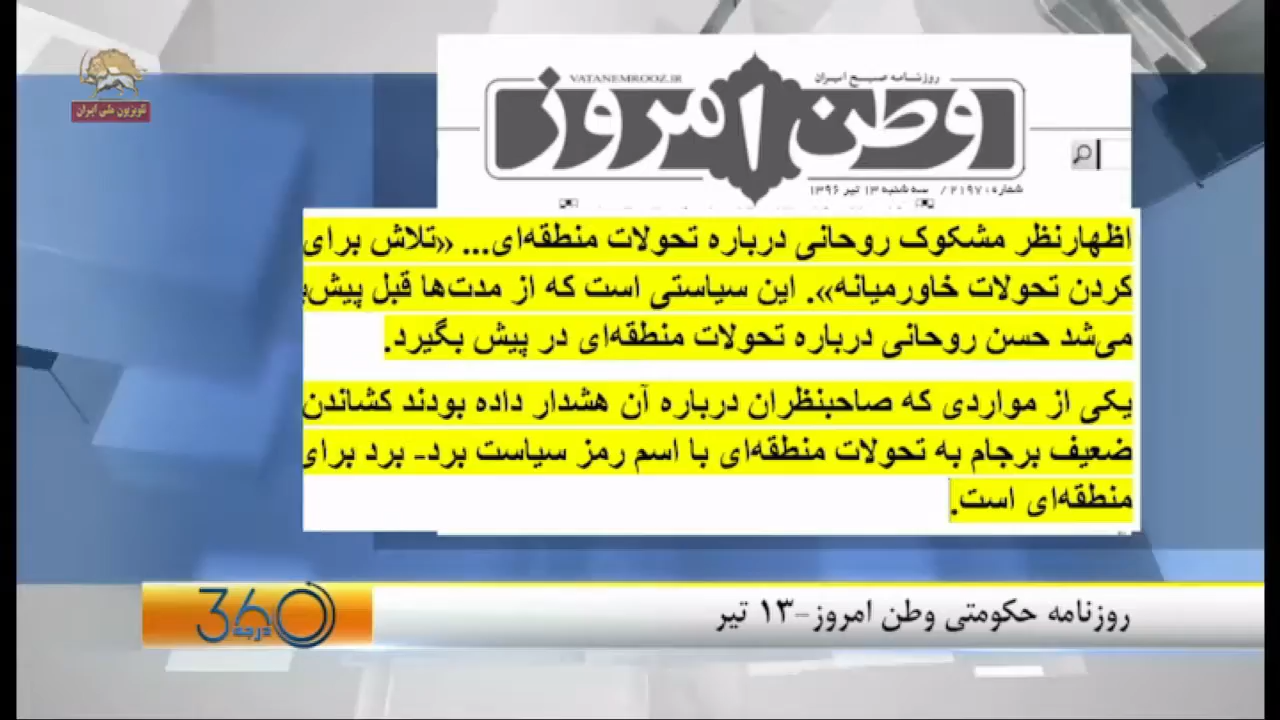 تلویزیون ملی ایران
VATANEMROOZ.IR
روزنامه صبح ایران
وطن امروز
شماره: ۲۱۹۷ / سه شنبه ۱۳ تیر ۱۳۹۶
اظهارنظر مشکوک روحانی درباره تحولات منطقه‌ای... «تلاش برای
کردن تحولات خاورمیانه». این سیاستی است که از مدت‌ها قبل پیش‌
می‌شد حسن روحانی درباره تحولات منطقه‌ای در پیش بگیرد.
یکی از مواردی که صاحبنظران درباره آن هشدار داده بودند کشاندن
ضعیف برجام به تحولات منطقه‌ای با اسم رمز سیاست برد- برد برای
منطقه‌ای است.
روزنامه حکومتی وطن امروز-۱۳ تیر
360 درجه